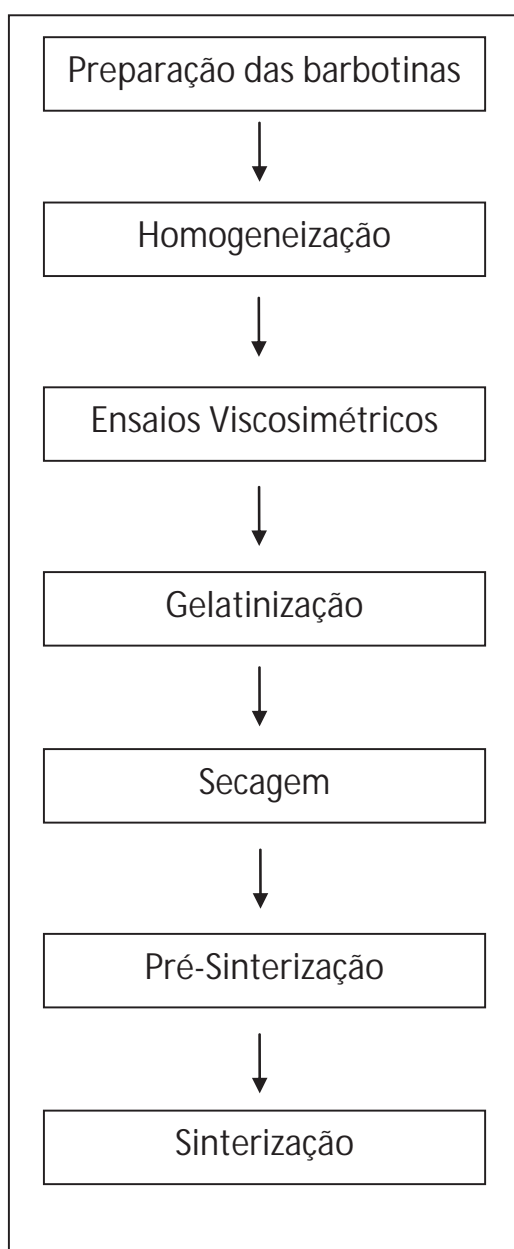 Preparação das barbotinas
Homogeneização
Ensaios Viscosimétricos
Gelatinização
Secagem
Pré-Sinterização
Sinterização